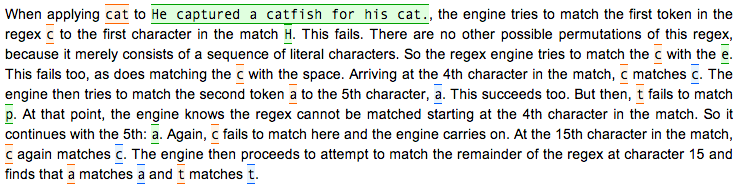 When applying cat to He captured a catfish for his cat., the engine tries to match the first token in the
regex c to the first character in the match H. This fails. There are no other possible permutations of this regex,
because it merely consists of a sequence of literal characters. So the regex engine tries to match the c with the e.
This fails too, as does matching the c with the space. Arriving at the 4th character in the match, c matches c. The
engine then tries to match the second token a to the 5th character, a. This succeeds too. But then, t fails to match
p. At that point, the engine knows the regex cannot be matched starting at the 4th character in the match. So it
continues with the 5th: a. Again, c fails to match here and the engine carries on. At the 15th character in the match,
c again matches c. The engine then proceeds to attempt to match the remainder of the regex at character 15 and
finds that a matches a and t matches t.